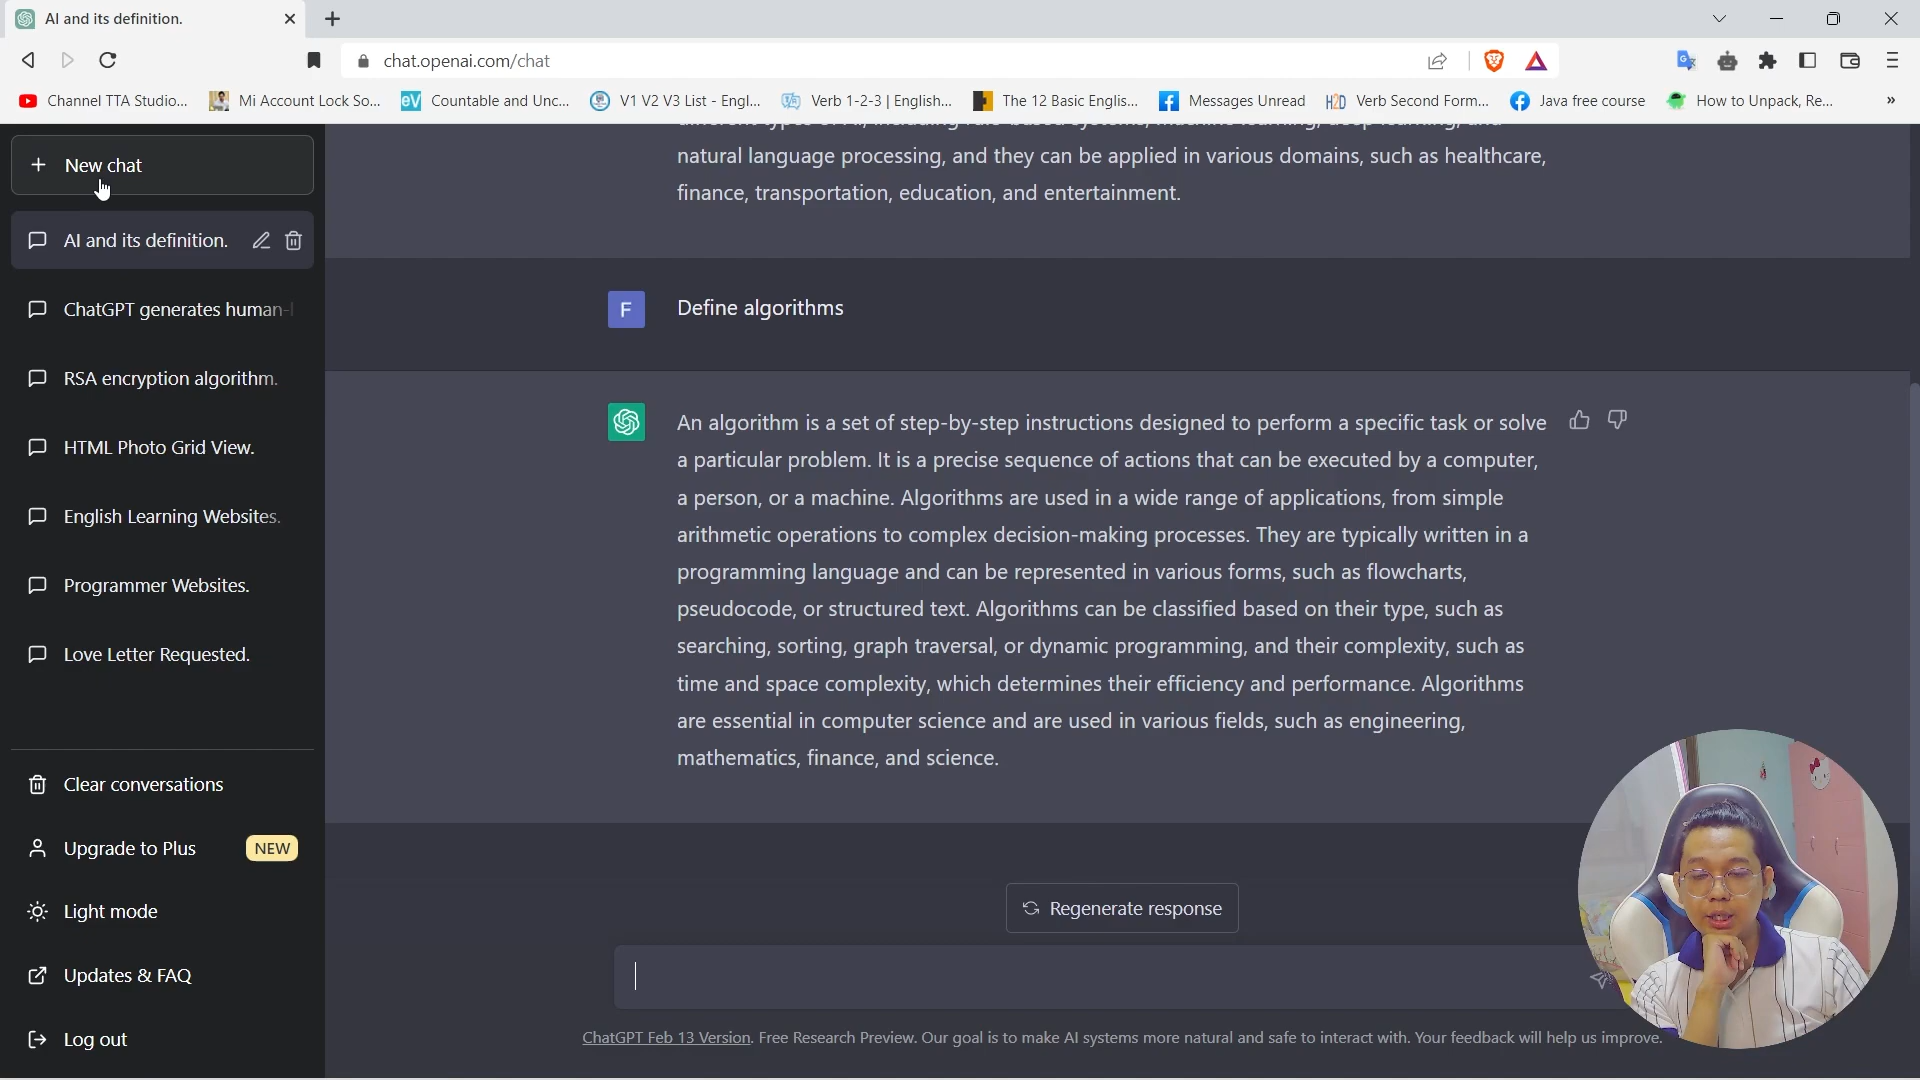 AI and its definition.
chat.openai.com/chat
Channel TTA Studio...
Mi Account Lock So...
Countable and Unc...
V1 V2 V3 List - Engl...
Verb 1-2-3 | English...
The 12 Basic Englis...
Messages Unread
Verb Second Form...
Java free course
How to Unpack, Re...
»
New chat
AI and its definition.
ChatGPT generates human-
RSA encryption algorithm.
HTML Photo Grid View.
English Learning Websites.
Programmer Websites.
Love Letter Requested.
Clear conversations
Upgrade to Plus NEW
Light mode
Updates & FAQ
Log out
different types of AI, including rule-based systems, machine learning, deep learning, and
natural language processing, and they can be applied in various domains, such as healthcare,
finance, transportation, education, and entertainment.
F
Define algorithms
An algorithm is a set of step-by-step instructions designed to perform a specific task or solve
a particular problem. It is a precise sequence of actions that can be executed by a computer,
a person, or a machine. Algorithms are used in a wide range of applications, from simple
arithmetic operations to complex decision-making processes. They are typically written in a
programming language and can be represented in various forms, such as flowcharts,
pseudocode, or structured text. Algorithms can be classified based on their type, such as
searching, sorting, graph traversal, or dynamic programming, and their complexity, such as
time and space complexity, which determines their efficiency and performance. Algorithms
are essential in computer science and are used in various fields, such as engineering,
mathematics, finance, and science.
Regenerate response
ChatGPT Feb 13 Version. Free Research Preview. Our goal is to make AI systems more natural and safe to interact with. Your feedback will help us improve.